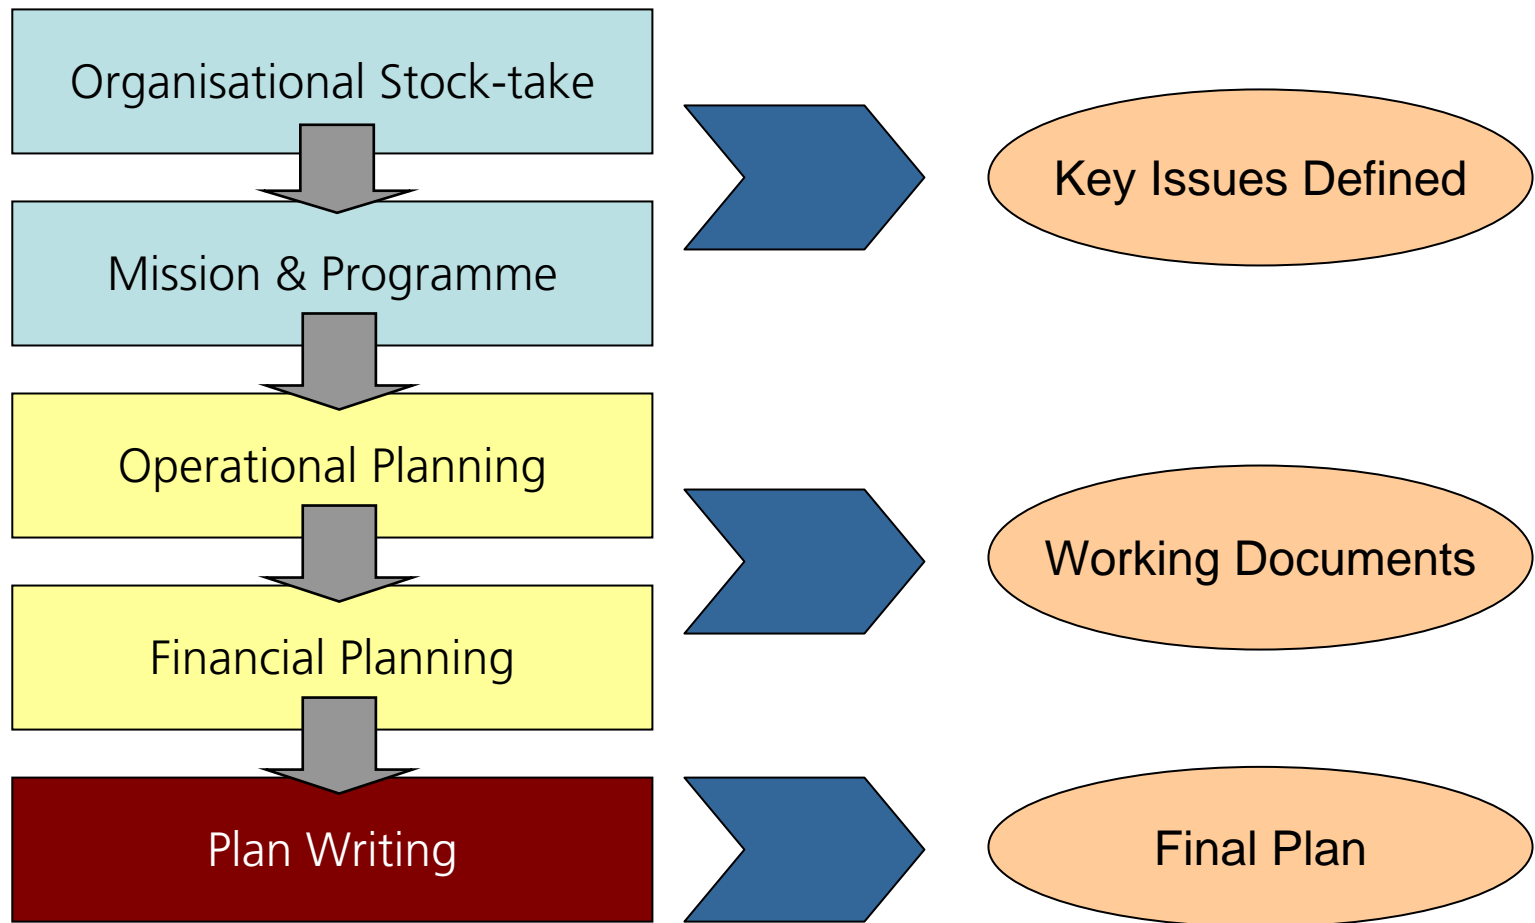 Organisational Stock-take
Key Issues Defined
Mission & Programme
Operational Planning
Working Documents
Financial Planning
Plan Writing
Final Plan